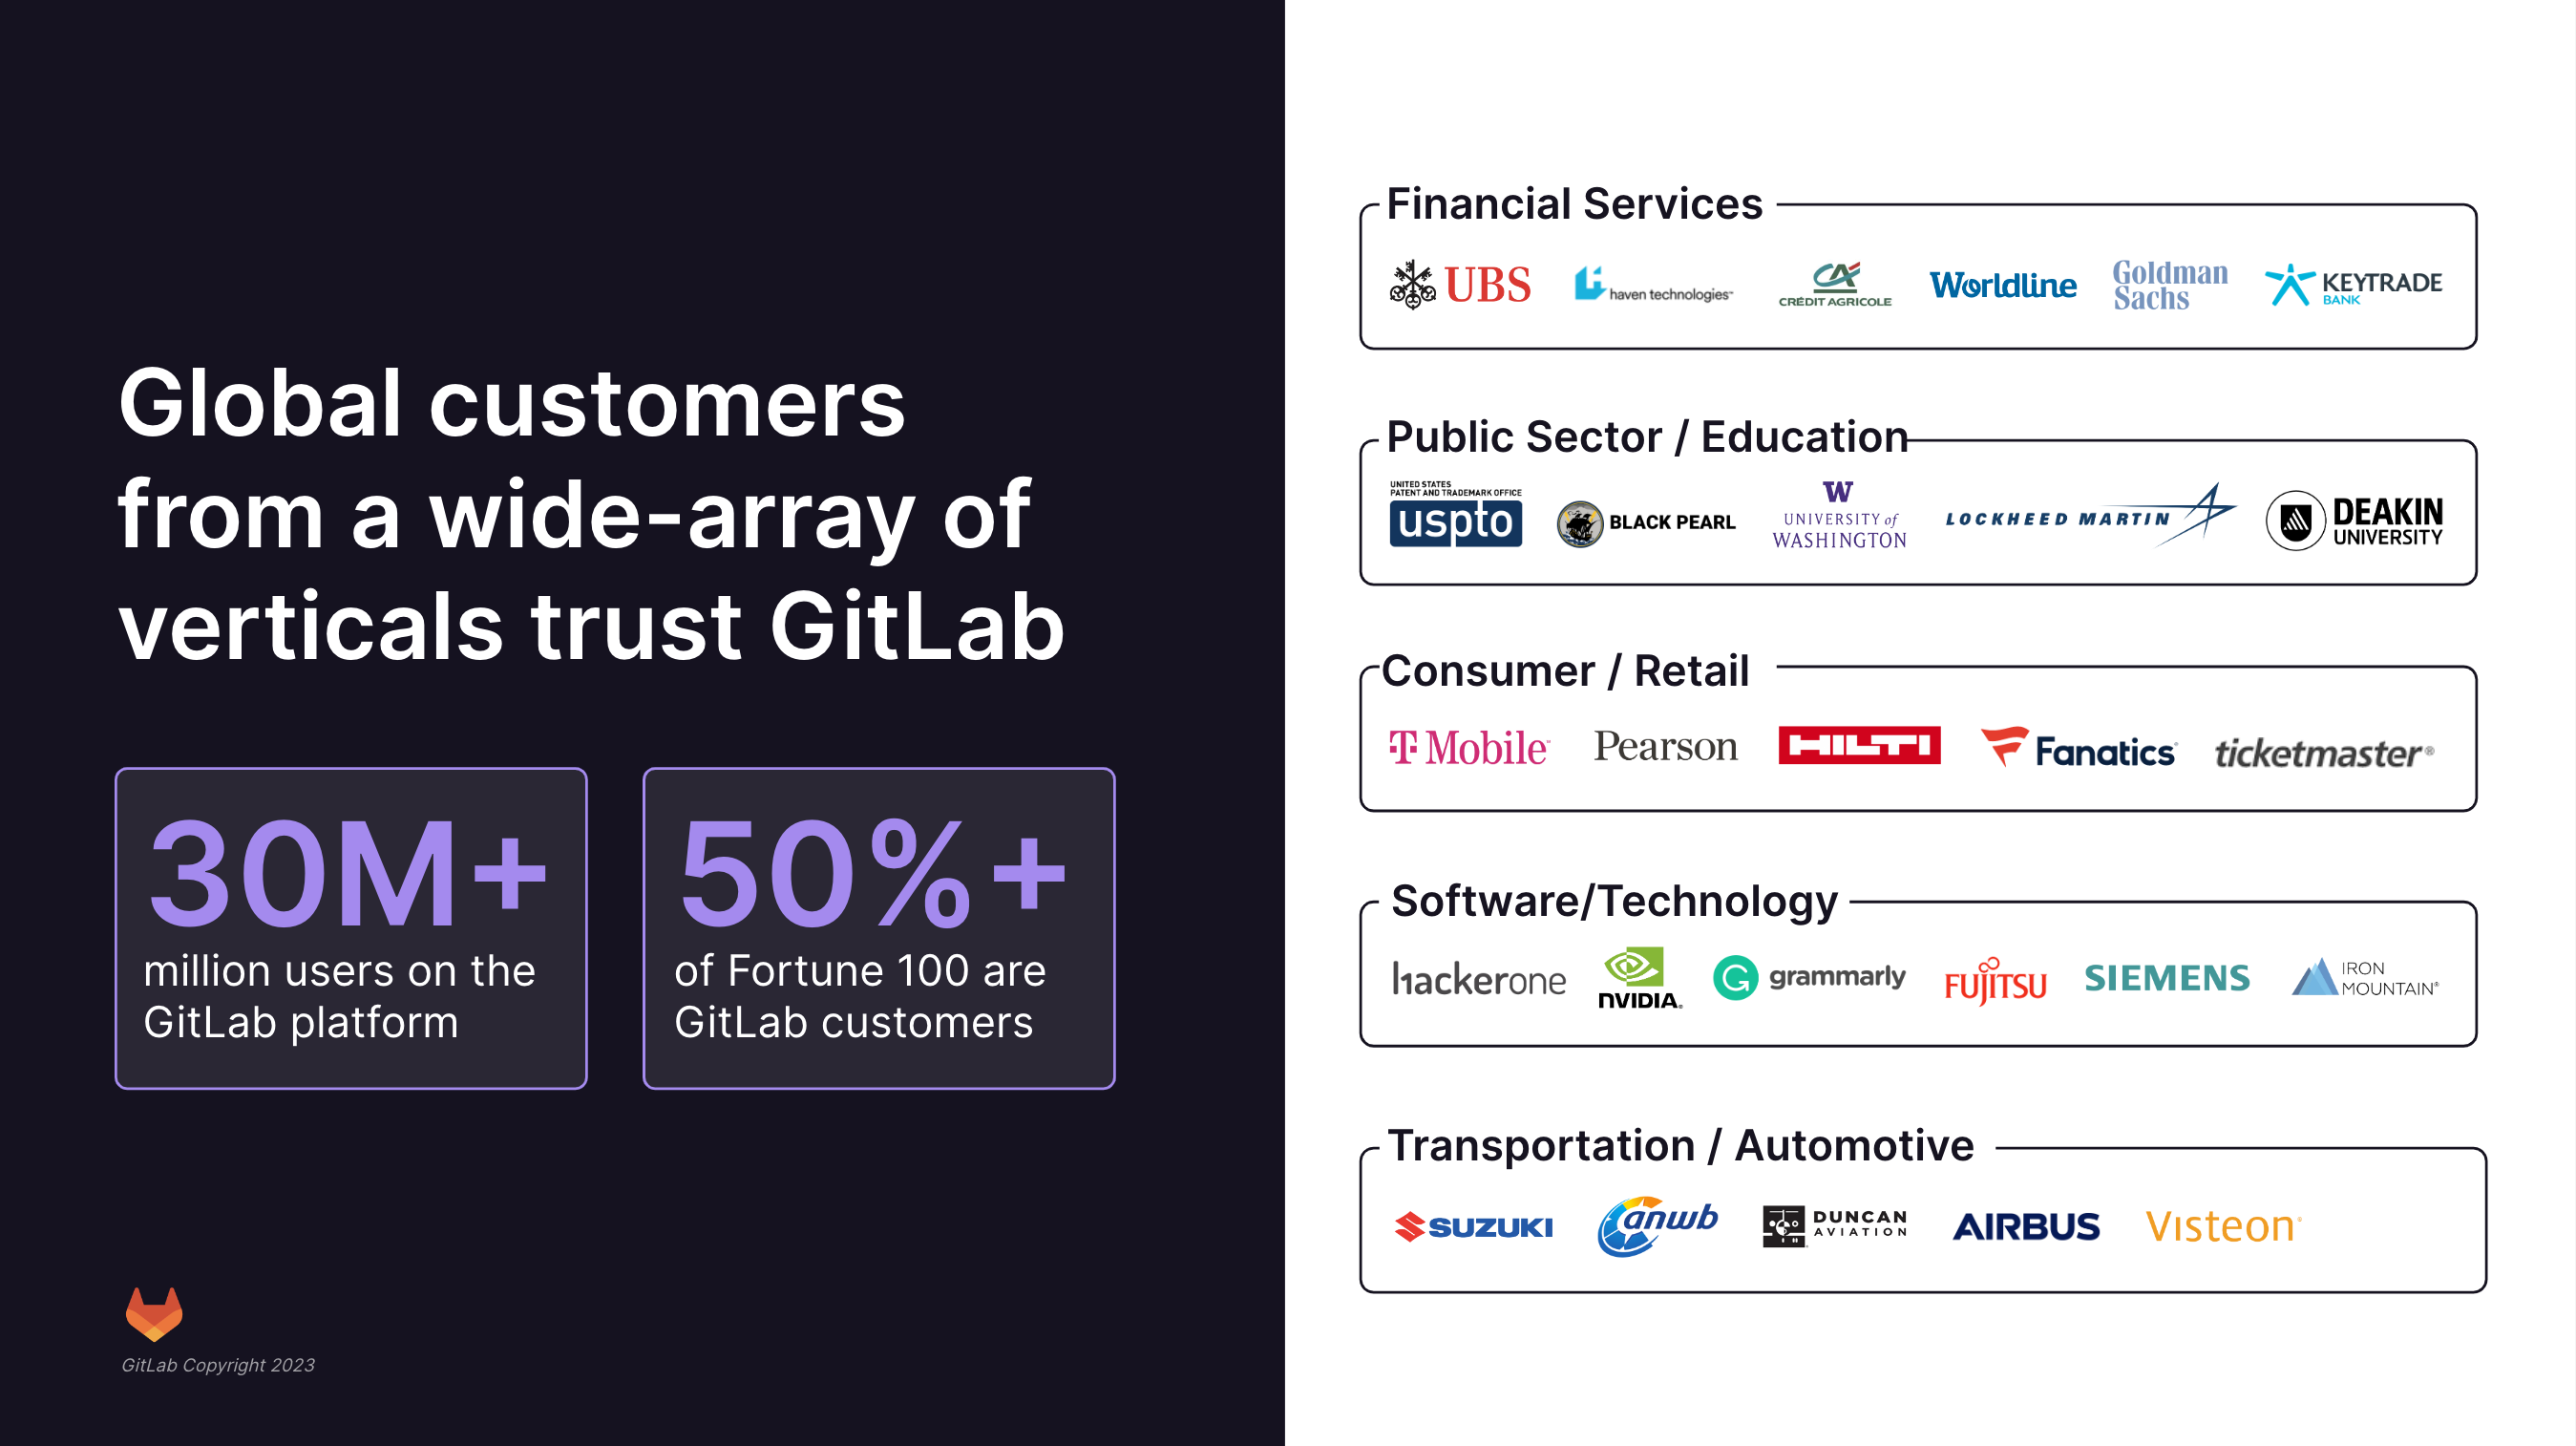 Global customers
from a wide-array of
verticals trust GitLab
30M+
million users on the
GitLab platform
50%+
of Fortune 100 are
GitLab customers
GitLab Copyright 2023
Financial Services
UBS
haven technologies™
CRÉDIT AGRICOLE
Worldline
Goldman
Sachs
KEYTRADE
BANK
Public Sector / Education
UNITED STATES
PATENT AND TRADEMARK OFFICE
uspto
BLACK PEARL
W
UNIVERSITY of
WASHINGTON
LOCKHEED MARTIN
DEAKIN
UNIVERSITY
Consumer / Retail
T Mobile
Pearson
HILTI
Fanatics
ticketmaster®
Software/Technology
hackerone
NVIDIA.
grammarly
FUJITSU
SIEMENS
IRON
MOUNTAIN®
Transportation / Automotive
SUZUKI
anwb
DUNCAN
AVIATION
AIRBUS
Visteon®